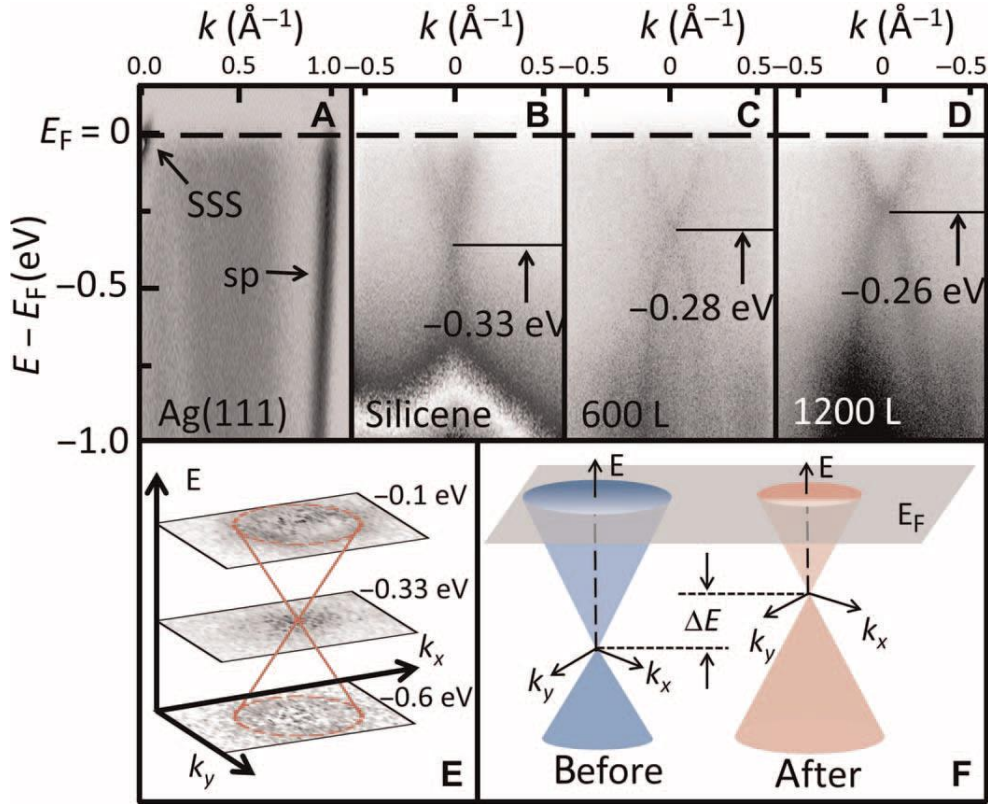 k (Å⁻¹) k (Å⁻¹) k (Å⁻¹) k (Å⁻¹)
0.0 0.5 1.0 −0.5 0 0.5 −0.5 0 0.5 −0.5 0 −0.5
A B C D
E_F = 0
SSS
sp
−0.5
−0.33 eV −0.28 eV −0.26 eV
E − E_F (eV)
Ag(111) Silicene 600 L 1200 L
−1.0
E
−0.1 eV
−0.33 eV
k_x
−0.6 eV
k_y
E
E E
E_F
ΔE
k_y k_x k_y k_x
Before After
F